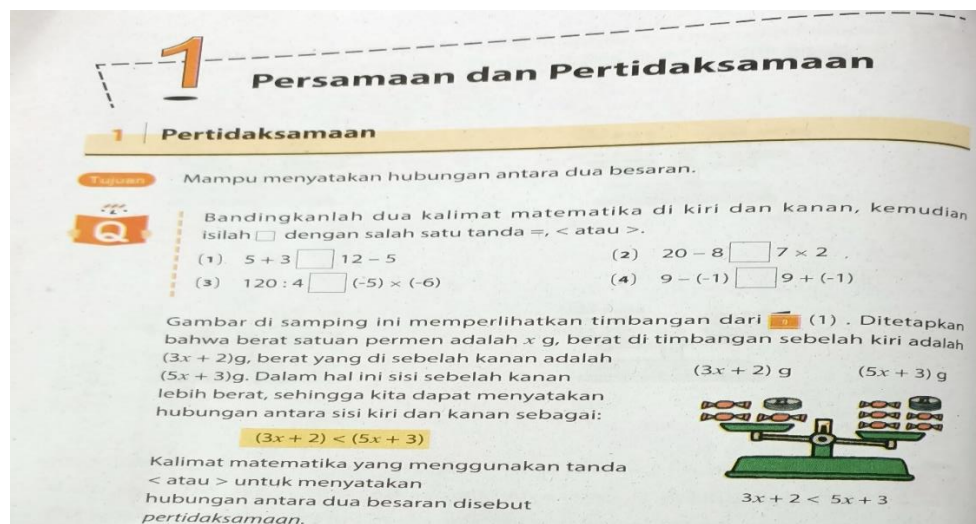 1 Persamaan dan Pertidaksamaan
1 Pertidaksamaan
Tujuan Mampu menyatakan hubungan antara dua besaran.
Q Bandingkanlah dua kalimat matematika di kiri dan kanan, kemudian
isilah □ dengan salah satu tanda =, < atau >.
(1) 5 + 3 □ 12 – 5 (2) 20 – 8 □ 7 × 2 .
(3) 120 : 4 □ (-5) × (-6) (4) 9 – (-1) □ 9 + (-1)
Gambar di samping ini memperlihatkan timbangan dari (1) . Ditetapkan
bahwa berat satuan permen adalah x g, berat di timbangan sebelah kiri adalah
(3x + 2)g, berat yang di sebelah kanan adalah
(5x + 3)g. Dalam hal ini sisi sebelah kanan
lebih berat, sehingga kita dapat menyatakan
hubungan antara sisi kiri dan kanan sebagai:
(3x + 2) < (5x + 3)
Kalimat matematika yang menggunakan tanda
< atau > untuk menyatakan
hubungan antara dua besaran disebut
pertidaksamaan.
(3x + 2) g (5x + 3) g
3x + 2 < 5x + 3